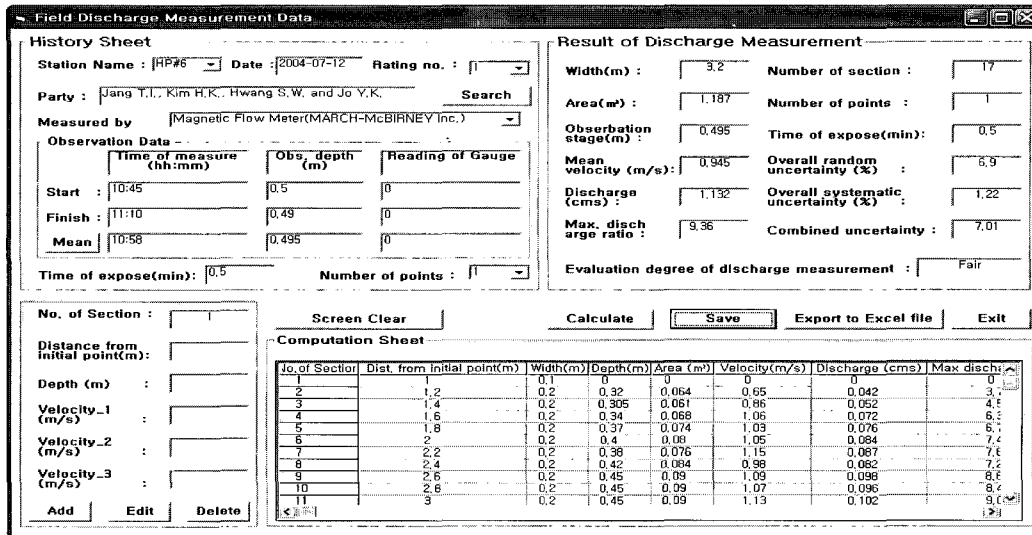 Field Discharge Measurement Data
History Sheet
Station Name : HP#6 Date : 2004-07-12 Rating no. : 1
Party : Jang T.I., Kim H.K., Hwang S.W. and Jo Y.K. Search
Measured by Magnetic Flow Meter(MARCH-McBIRNEY Inc.)
Observation Data
Time of measure (hh:mm) Obs. depth (m) Reading of Gauge
Start : 10:45 0.5 0
Finish : 11:10 0.49 0
Mean 10:58 0.495 0
Time of expose(min): 0.5 Number of points : 1
Result of Discharge Measurement
Width(m) : 3.2 Number of section : 17
Area(m²) : 1.187 Number of points : 1
Obserbation stage(m) : 0.495 Time of expose(min): 0.5
Mean velocity (m/s): 0.945 Overall random uncertainty (%) : 6.9
Discharge (cms) : 1.132 Overall systematic uncertainty (%) : 1.22
Max. disch arge ratio : 9.36 Combined uncertainty : 7.01
Evaluation degree of discharge measurement : Fair
No. of Section : 1
Distance from initial point(m):
Depth (m) :
Velocity_1 (m/s) :
Velocity_2 (m/s) :
Velocity_3 (m/s) :
Add Edit Delete
Screen Clear Calculate Save Export to Excel file Exit
Computation Sheet
No. of Section Dist. from initial point(m) Width(m) Depth(m) Area (m²) Velocity(m/s) Discharge (cms) Max discha
1 1 0.1 0 0 0 0 0
2 1.2 0.2 0.32 0.064 0.65 0.042
3 1.4 0.2 0.305 0.061 0.86 0.052
4 1.6 0.2 0.34 0.068 1.06 0.072
5 1.8 0.2 0.37 0.074 1.03 0.076
6 2 0.2 0.4 0.08 1.05 0.084
7 2.2 0.2 0.38 0.076 1.15 0.087
8 2.4 0.2 0.42 0.084 0.98 0.082
9 2.6 0.2 0.45 0.09 1.09 0.098
10 2.8 0.2 0.45 0.09 1.07 0.096
11 3 0.2 0.45 0.09 1.13 0.102